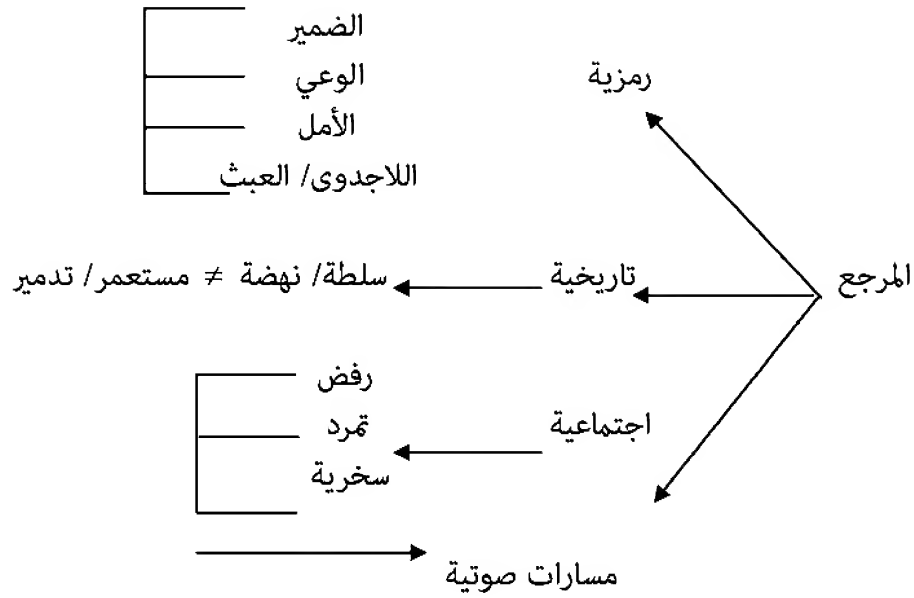 الضمير
الوعي
رمزية
الأمل
اللاجدوى/ العبث
المرجع
تاريخية
سلطة/ نهضة ≠ مستعمر/ تدمير
رفض
اجتماعية
تمرد
سخرية
مسارات صوتية